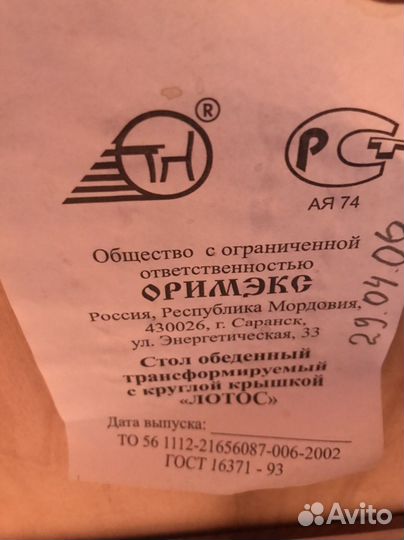 ТН ®
РСТ
АЯ 74
Общество с ограниченной
ответственностью
ОРИМЭКС
Россия, Республика Мордовия,
430026, г. Саранск,
ул. Энергетическая, 33
Стол обеденный
трансформируемый
с круглой крышкой
«ЛОТОС»
Дата выпуска:
ТО 56 1112-21656087-006-2002
ГОСТ 16371 - 93
29.04.06
Avito